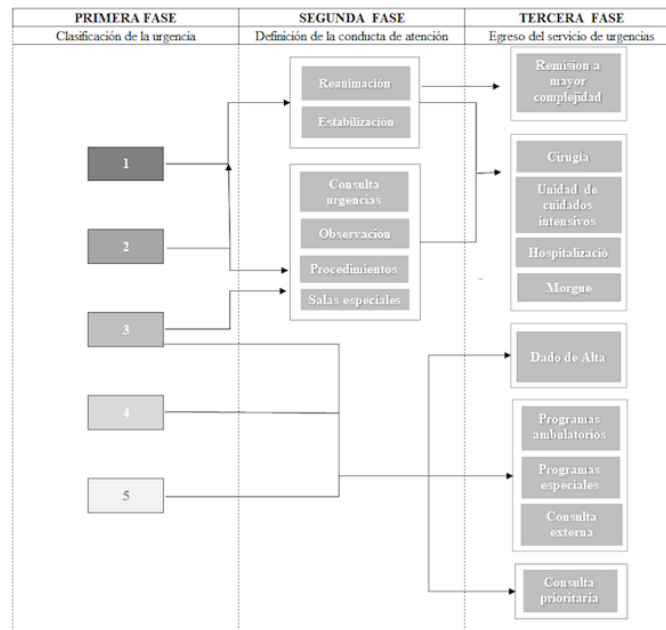 PRIMERA FASE
Clasificación de la urgencia
SEGUNDA FASE
Definición de la conducta de atención
TERCERA FASE
Egreso del servicio de urgencias
1
2
3
4
5
Reanimación
Estabilización
Consulta
urgencias
Observación
Procedimientos
Salas especiales
Remisión a
mayor
complejidad
Cirugía
Unidad de
cuidados
intensivos
Hospitalizació
Morgue
Dado de Alta
Programas
ambulatorios
Programas
especiales
Consulta
externa
Consulta
prioritaria